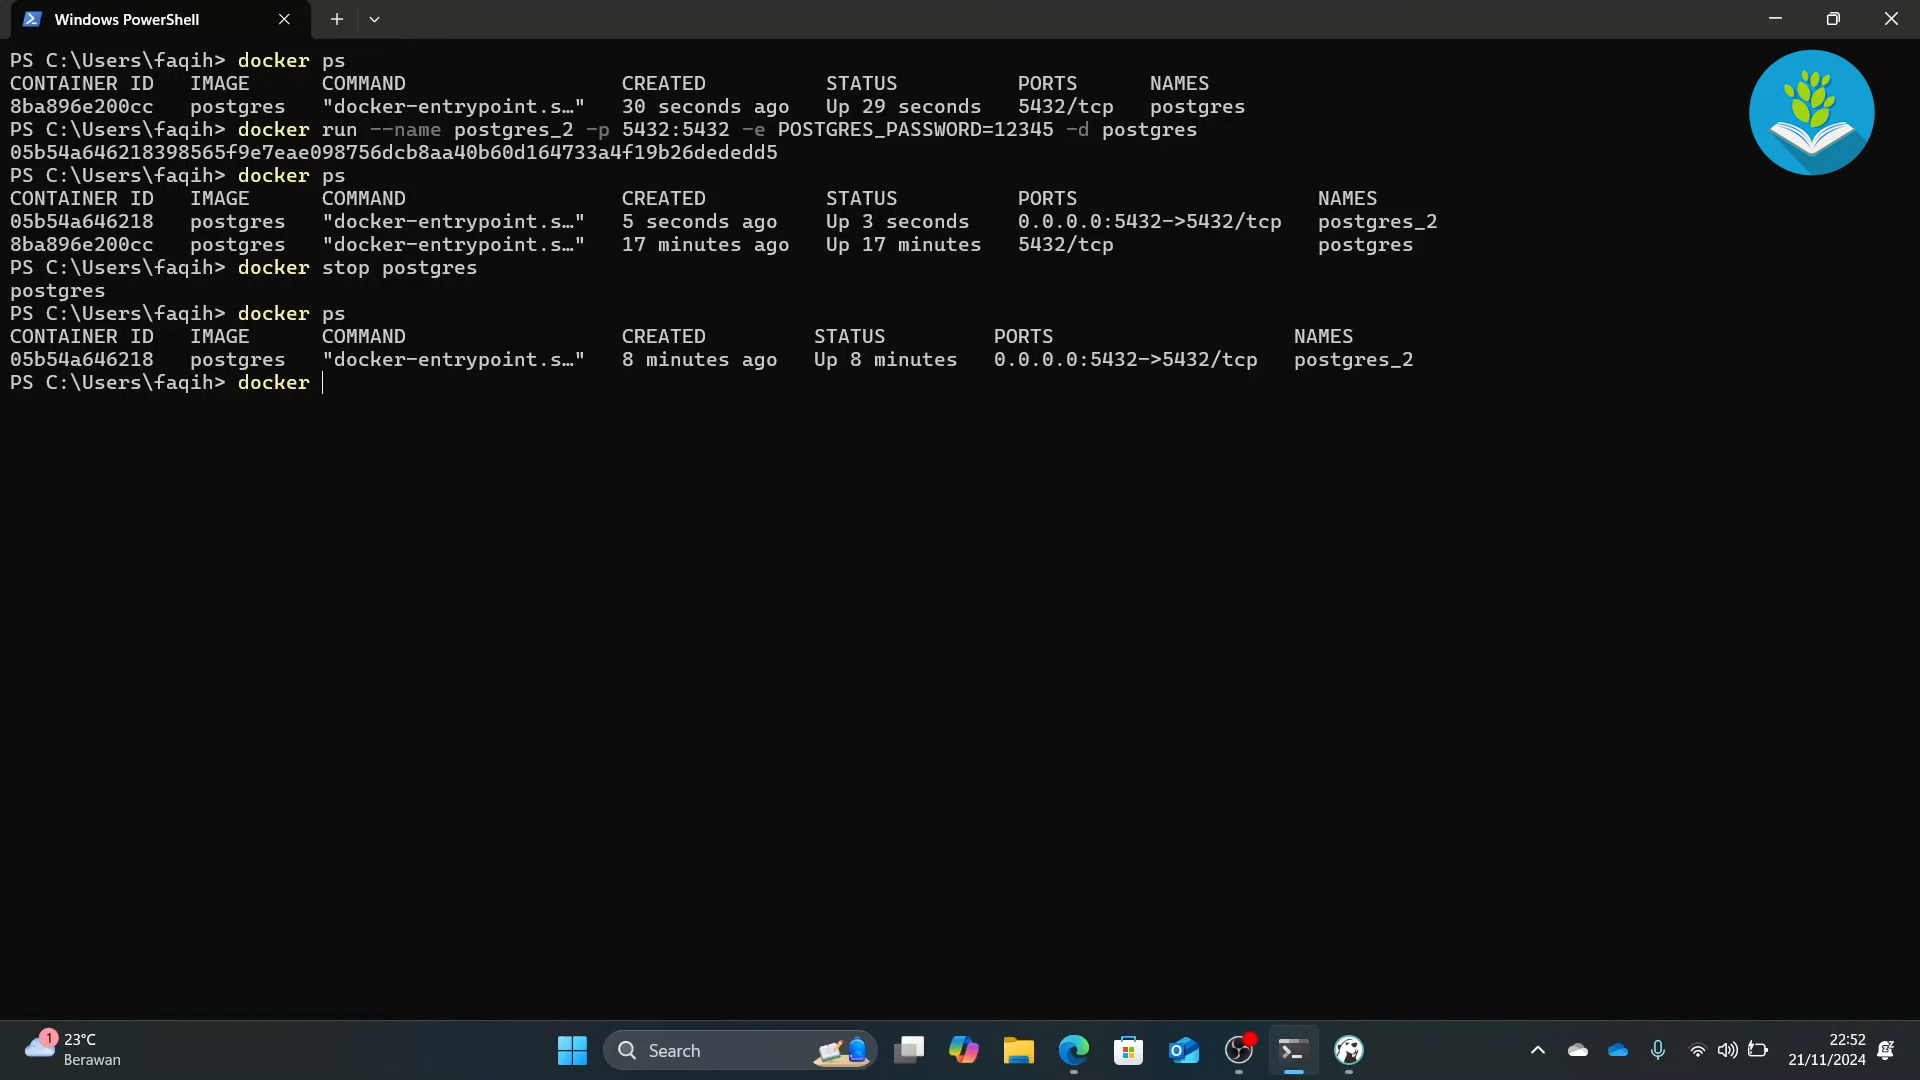 Windows PowerShell
PS C:\Users\faqih> docker ps
CONTAINER ID   IMAGE      COMMAND                  CREATED          STATUS          PORTS      NAMES
8ba896e200cc   postgres   "docker-entrypoint.s…"   30 seconds ago   Up 29 seconds   5432/tcp   postgres
PS C:\Users\faqih> docker run --name postgres_2 -p 5432:5432 -e POSTGRES_PASSWORD=12345 -d postgres
05b54a646218398565f9e7eae098756dcb8aa40b60d164733a4f19b26dededd5
PS C:\Users\faqih> docker ps
CONTAINER ID   IMAGE      COMMAND                  CREATED          STATUS          PORTS                    NAMES
05b54a646218   postgres   "docker-entrypoint.s…"   5 seconds ago    Up 3 seconds    0.0.0.0:5432->5432/tcp   postgres_2
8ba896e200cc   postgres   "docker-entrypoint.s…"   17 minutes ago   Up 17 minutes   5432/tcp                 postgres
PS C:\Users\faqih> docker stop postgres
postgres
PS C:\Users\faqih> docker ps
CONTAINER ID   IMAGE      COMMAND                  CREATED         STATUS         PORTS                    NAMES
05b54a646218   postgres   "docker-entrypoint.s…"   8 minutes ago   Up 8 minutes   0.0.0.0:5432->5432/tcp   postgres_2
PS C:\Users\faqih> docker
1
23°C
Berawan
Search
22:52
21/11/2024